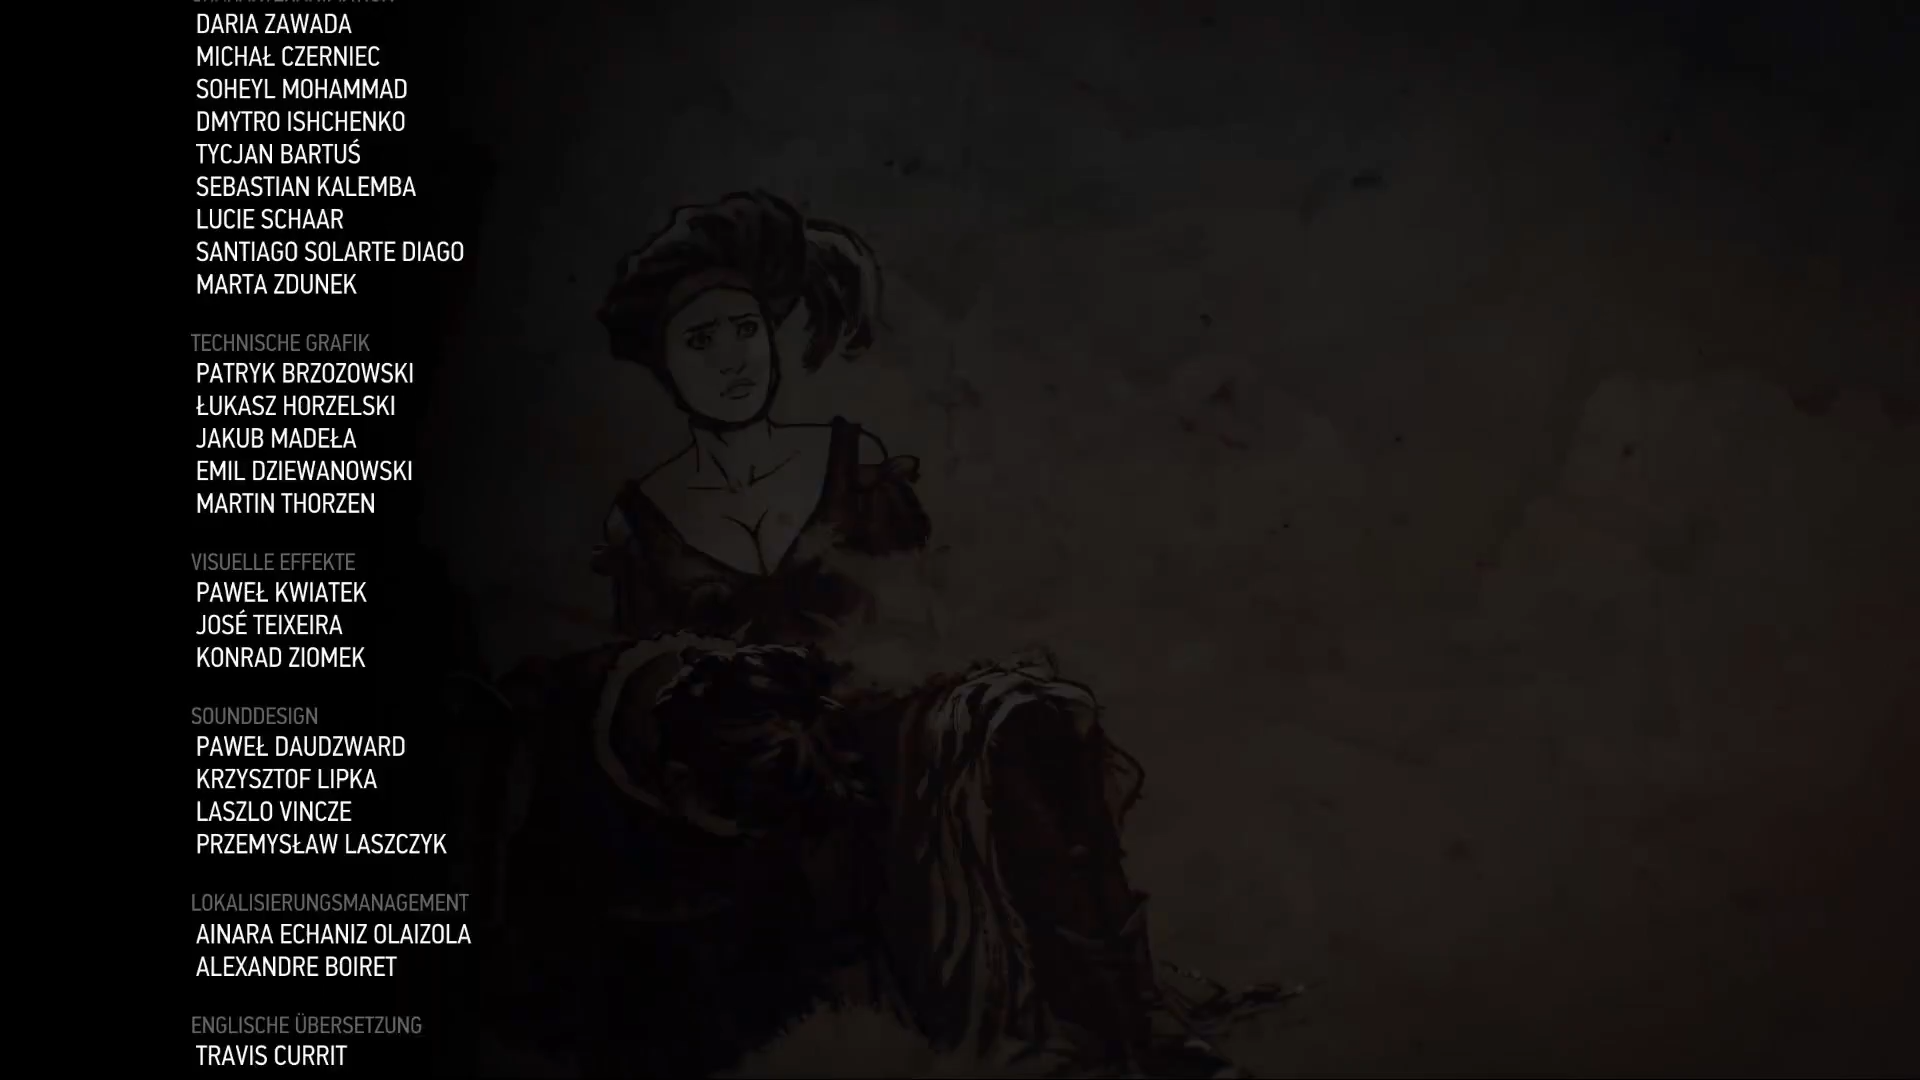 DARIA ZAWADA
MICHAŁ CZERNIEC
SOHEYL MOHAMMAD
DMYTRO ISHCHENKO
TYCJAN BARTUŚ
SEBASTIAN KALEMBA
LUCIE SCHAAR
SANTIAGO SOLARTE DIAGO
MARTA ZDUNEK
TECHNISCHE GRAFIK
PATRYK BRZOZOWSKI
ŁUKASZ HORZELSKI
JAKUB MADEŁA
EMIL DZIEWANOWSKI
MARTIN THORZEN
VISUELLE EFFEKTE
PAWEŁ KWIATEK
JOSÉ TEIXEIRA
KONRAD ZIOMEK
SOUNDDESIGN
PAWEŁ DAUDZWARD
KRZYSZTOF LIPKA
LASZLO VINCZE
PRZEMYSŁAW LASZCZYK
LOKALISIERUNGSMANAGEMENT
AINARA ECHANIZ OLAIZOLA
ALEXANDRE BOIRET
ENGLISCHE ÜBERSETZUNG
TRAVIS CURRIT